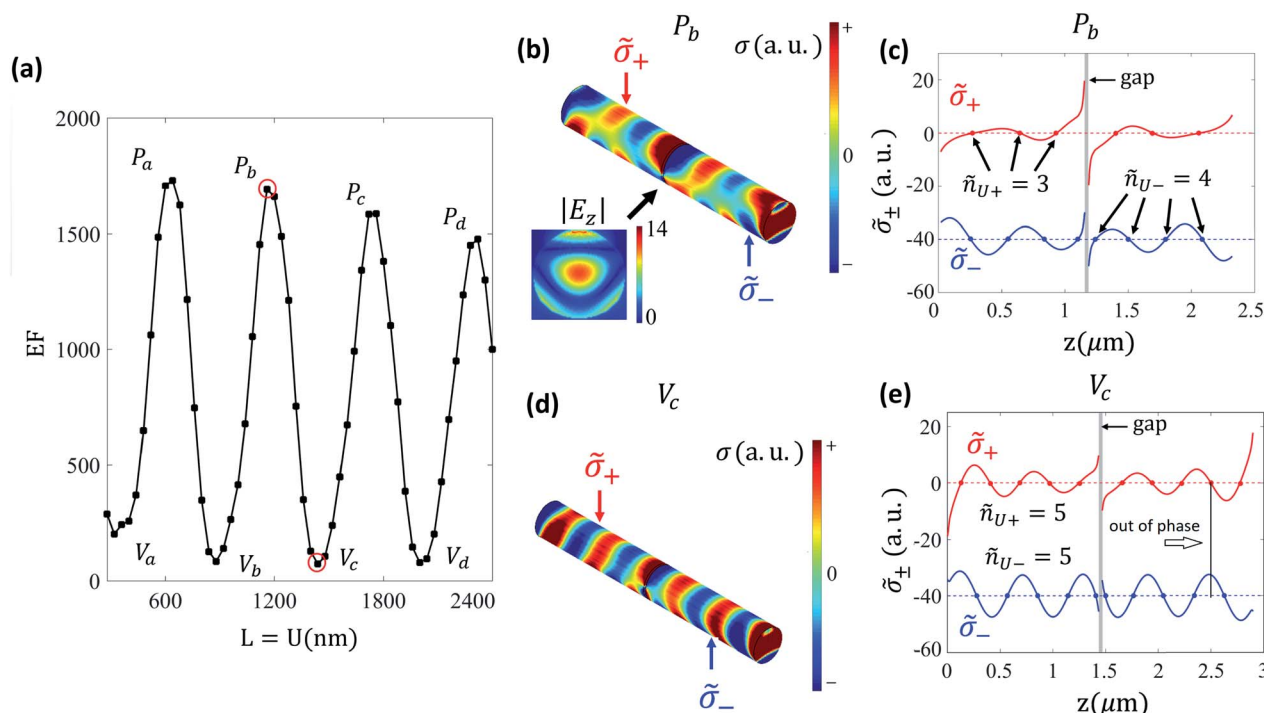 (a)
2000
1500
1000
500
0
EF
600
1200
1800
2400
L = U(nm)
P_a
P_b
P_c
P_d
V_a
V_b
V_c
V_d
(b)
P_b
σ(a. u.)
+
0
−
σ̃₊
σ̃₋
|E_z|
14
0
(c)
P_b
20
0
-20
-40
-60
σ̃± (a. u.)
gap
σ̃₊
ñ_U+ = 3
ñ_U− = 4
σ̃₋
0
0.5
1
1.5
2
2.5
z(μm)
(d)
V_c
σ(a. u.)
+
0
−
σ̃₊
σ̃₋
(e)
V_c
20
0
-20
-40
-60
σ̃± (a. u.)
gap
σ̃₊
ñ_U+ = 5
out of phase
ñ_U− = 5
σ̃₋
0
0.5
1
1.5
2
2.5
3
z(μm)